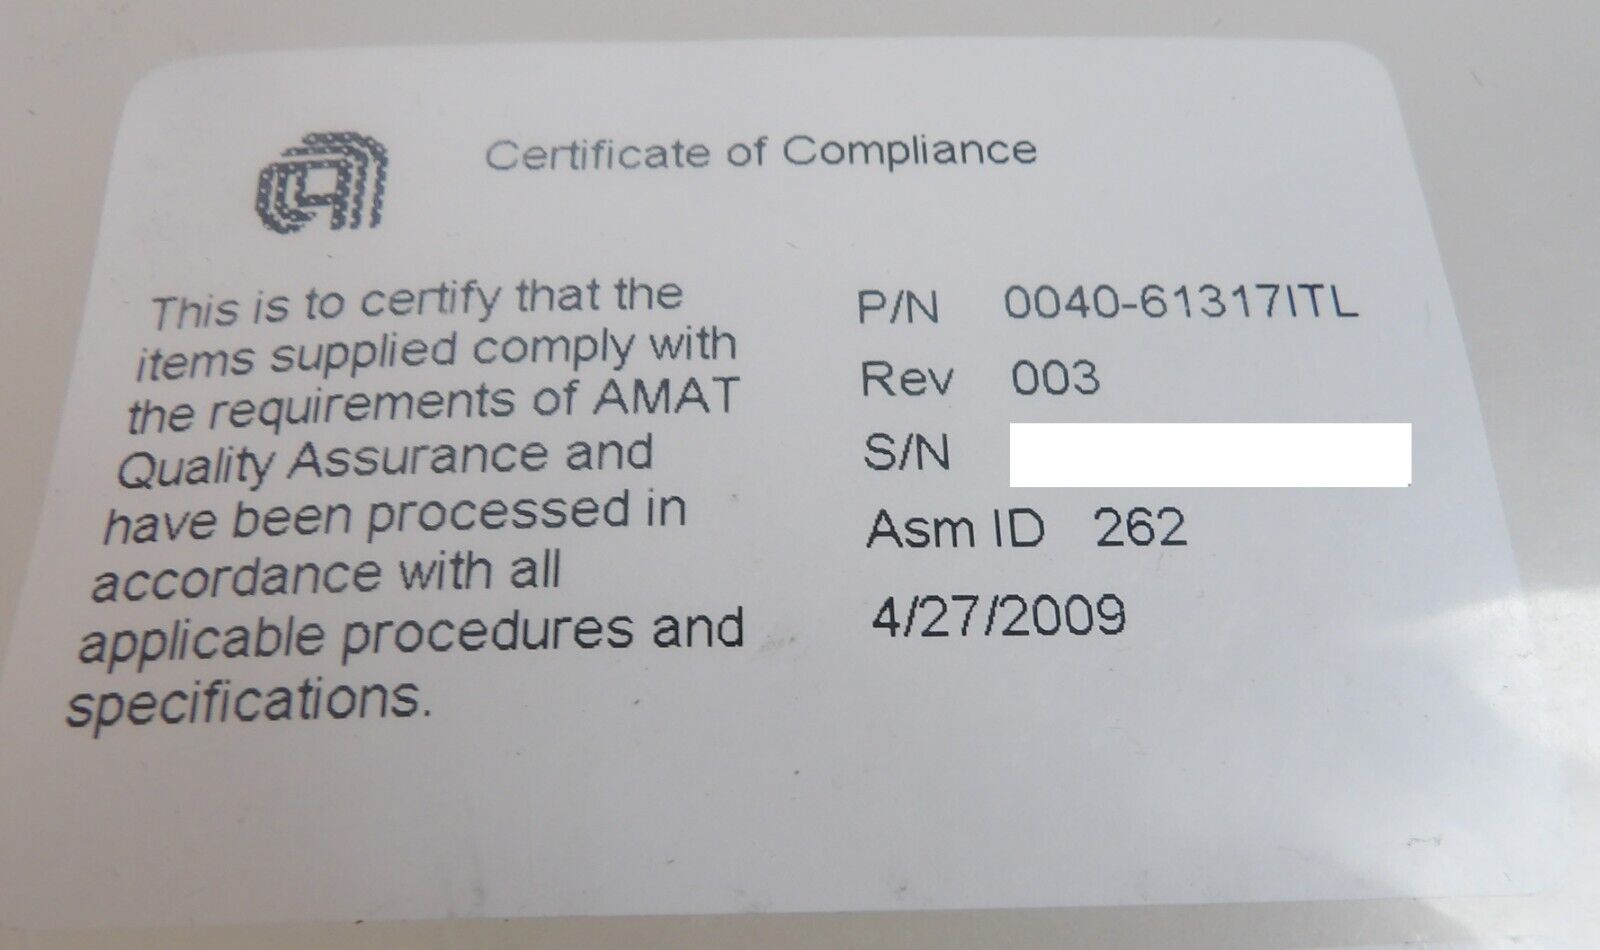 Certificate of Compliance
This is to certify that the
items supplied comply with
the requirements of AMAT
Quality Assurance and
have been processed in
accordance with all
applicable procedures and
specifications.
P/N 0040-61317ITL
Rev 003
S/N
Asm ID 262
4/27/2009